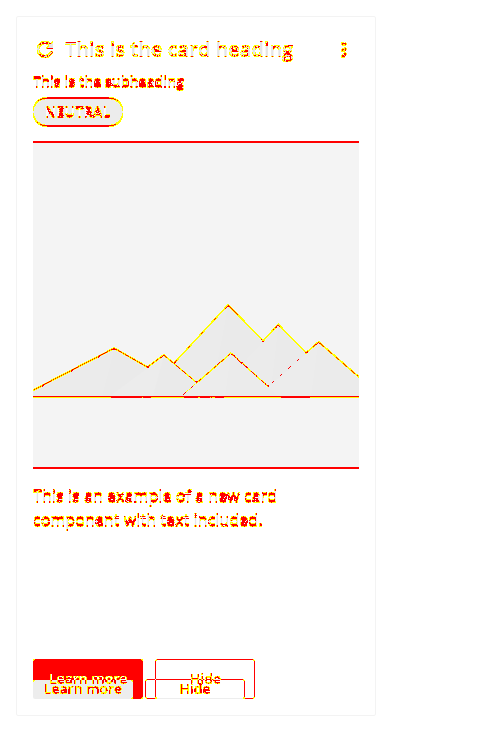 This is the card heading
This is the subheading
NEUTRAL
This is an example of a new card
component with text included.
Learn more Hide
Learn more Hide